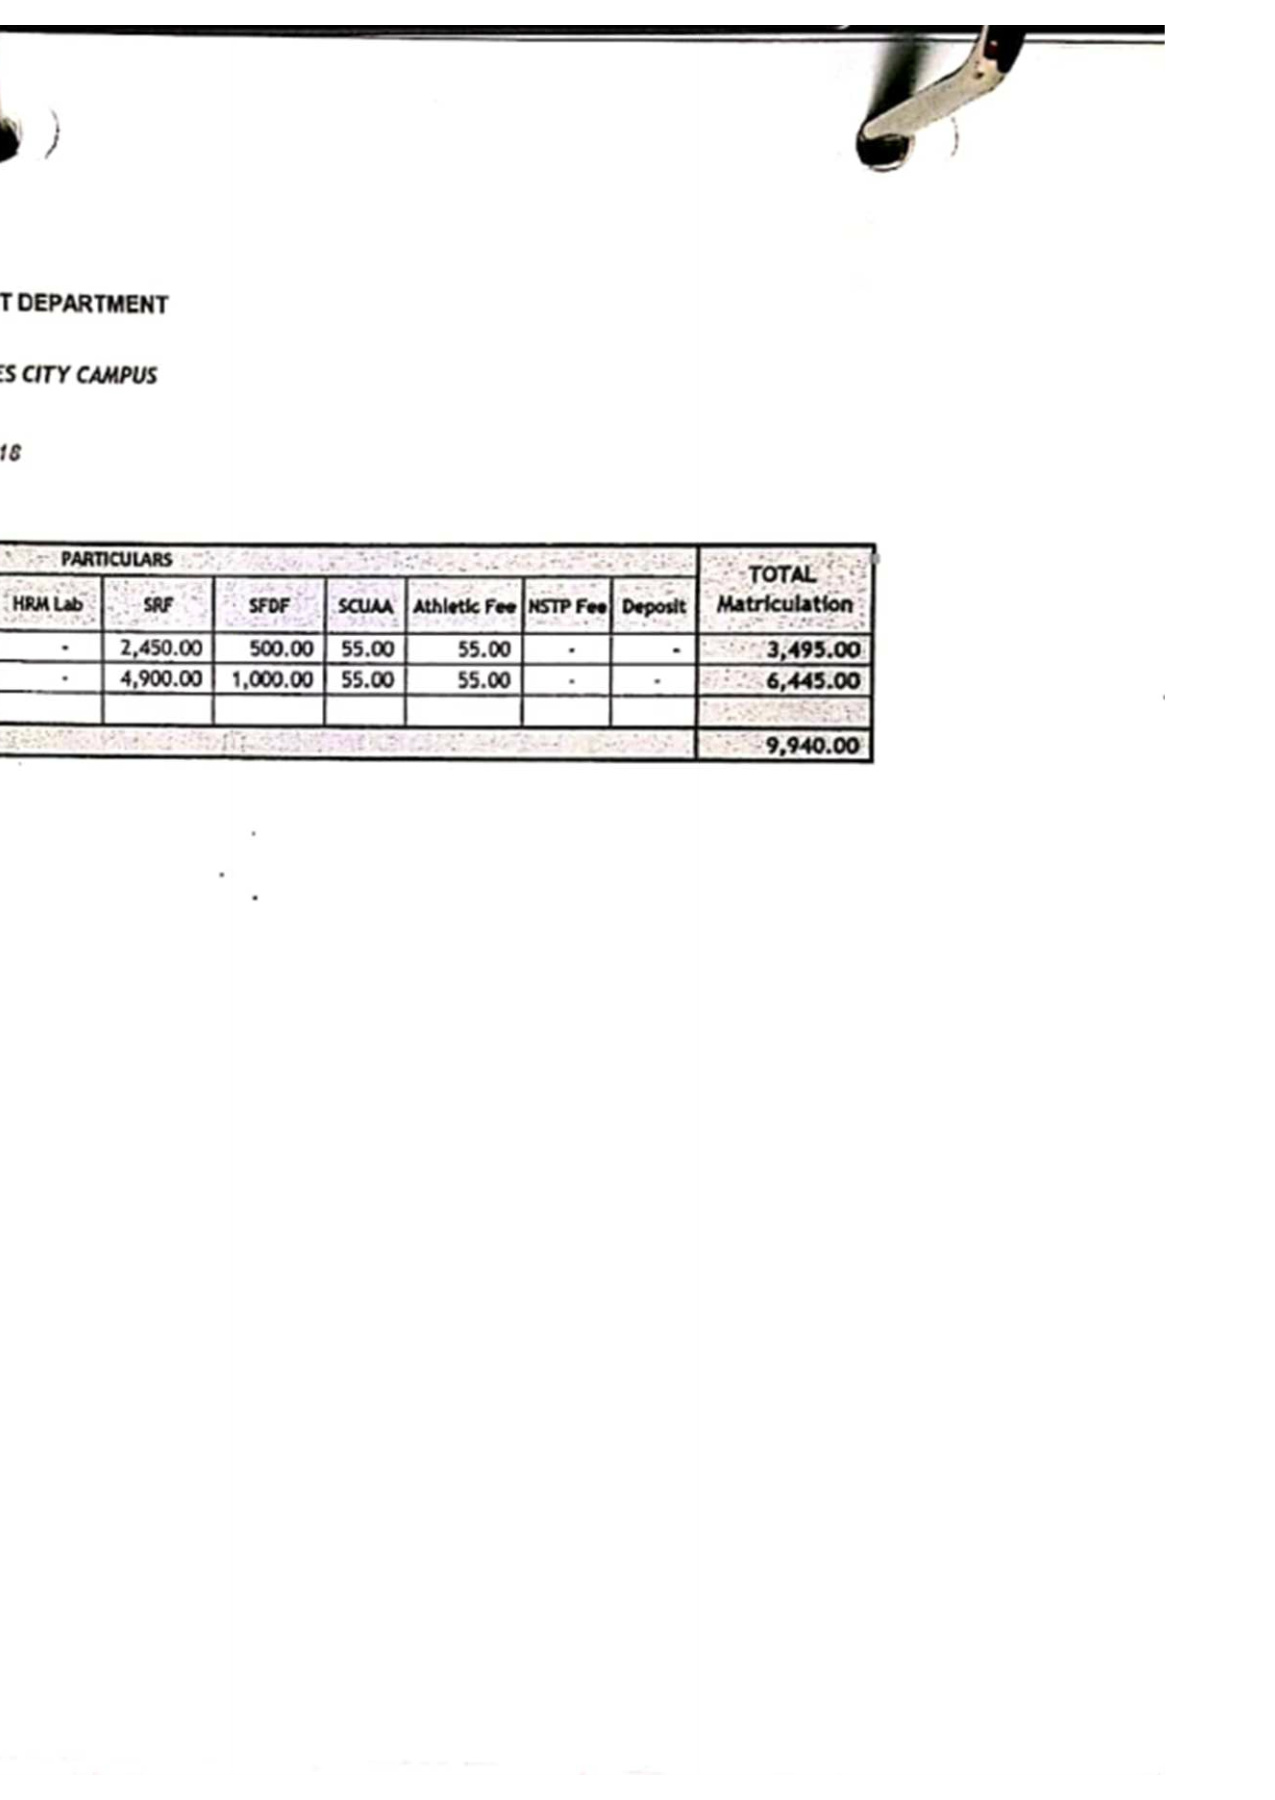 T DEPARTMENT
ES CITY CAMPUS
18
PARTICULARS
TOTAL Matriculation
HRM Lab SRF SFDF SCUAA Athletic Fee NSTP Fee Deposit
- 2,450.00 500.00 55.00 55.00 - - 3,495.00
- 4,900.00 1,000.00 55.00 55.00 - - 6,445.00
9,940.00